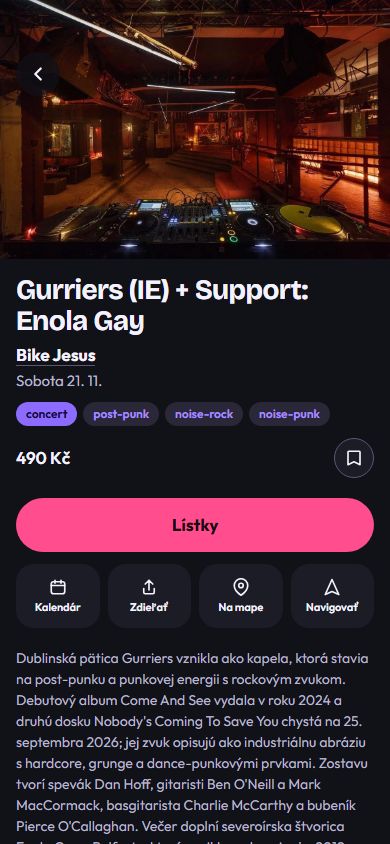 Gurriers (IE) + Support:
Enola Gay
Bike Jesus
Sobota 21. 11.
concert post-punk noise-rock noise-punk
490 Kč
Lístky
Kalendár Zdieľať Na mape Navigovať
Dublinská pätica Gurriers vznikla ako kapela, ktorá stavia
na post-punku a punkovej energii s rockovým zvukom.
Debutový album Come And See vydala v roku 2024 a
druhú dosku Nobody's Coming To Save You chystá na 25.
septembra 2026; jej zvuk opisujú ako industriálnu abráziu
s hardcore, grunge a dance-punkovými prvkami. Zostavu
tvorí spevák Dan Hoff, gitaristi Ben O'Neill a Mark
MacCormack, basgitarista Charlie McCarthy a bubeník
Pierce O'Callaghan. Večer doplní severoírska štvorica